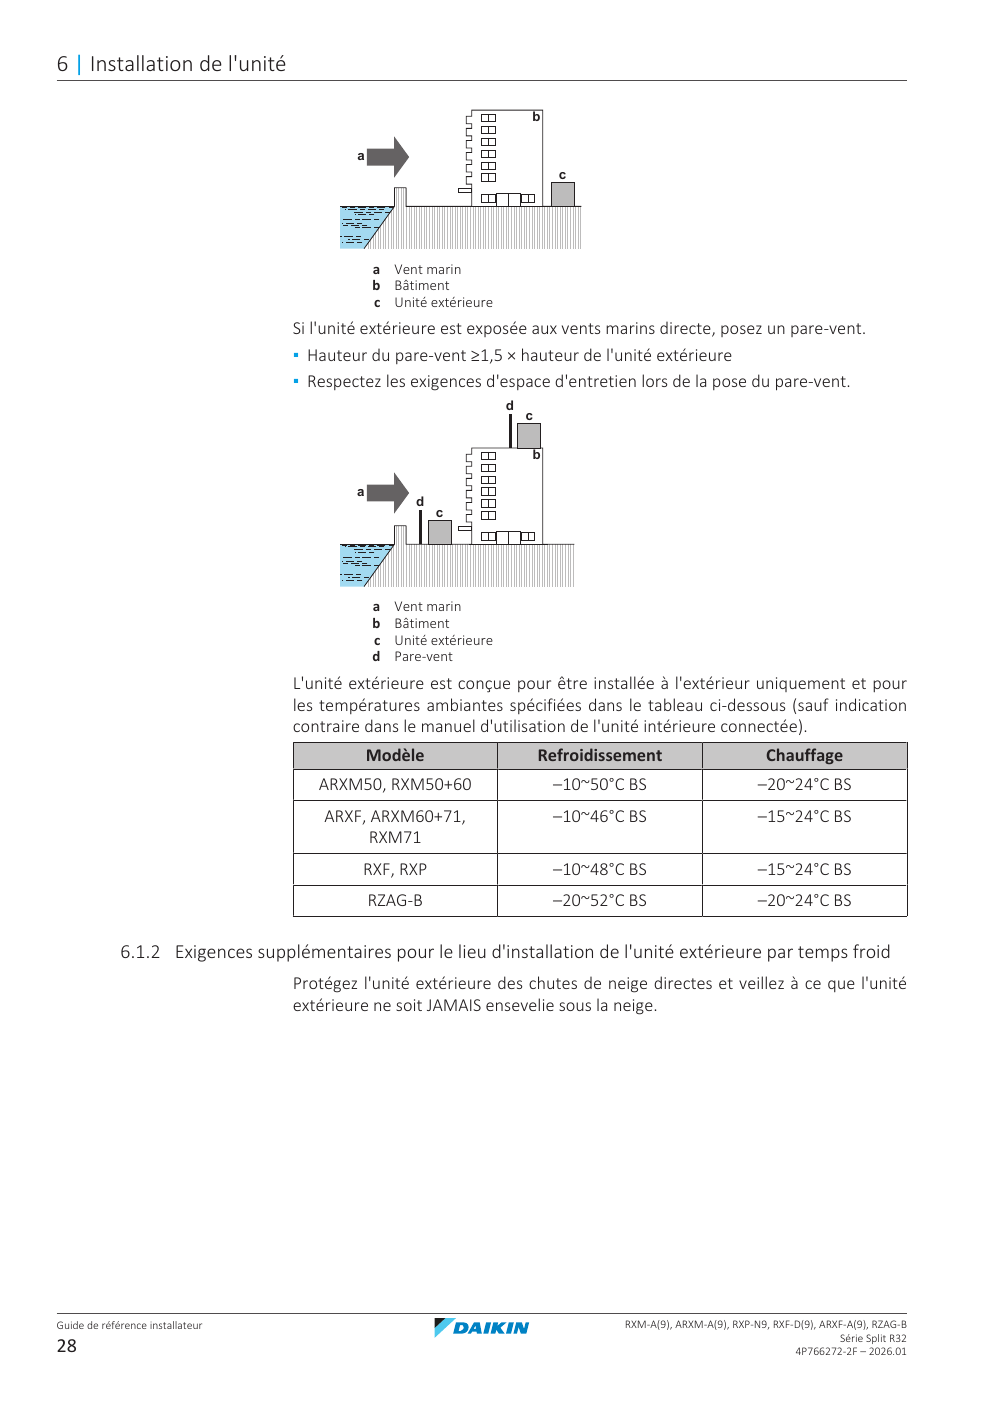 6 | Installation de l'unité
b
a
c
a Vent marin
b Bâtiment
c Unité extérieure
Si l'unité extérieure est exposée aux vents marins directe, posez un pare-vent.
▪ Hauteur du pare-vent ≥1,5 × hauteur de l'unité extérieure
▪ Respectez les exigences d'espace d'entretien lors de la pose du pare-vent.
d
c
b
a
d
c
a Vent marin
b Bâtiment
c Unité extérieure
d Pare-vent
L'unité extérieure est conçue pour être installée à l'extérieur uniquement et pour
les températures ambiantes spécifiées dans le tableau ci-dessous (sauf indication
contraire dans le manuel d'utilisation de l'unité intérieure connectée).
Modèle Refroidissement Chauffage
ARXM50, RXM50+60 –10~50°C BS –20~24°C BS
ARXF, ARXM60+71, –10~46°C BS –15~24°C BS
RXM71
RXF, RXP –10~48°C BS –15~24°C BS
RZAG-B –20~52°C BS –20~24°C BS
6.1.2 Exigences supplémentaires pour le lieu d'installation de l'unité extérieure par temps froid
Protégez l'unité extérieure des chutes de neige directes et veillez à ce que l'unité
extérieure ne soit JAMAIS ensevelie sous la neige.
Guide de référence installateur
28
DAIKIN
RXM-A(9), ARXM-A(9), RXP-N9, RXF-D(9), ARXF-A(9), RZAG-B
Série Split R32
4P766272-2F – 2026.01